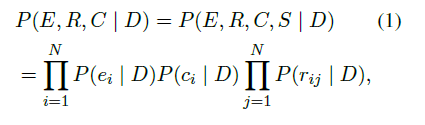 P(E, R, C | D) = P(E, R, C, S | D) (1)
= ∏_{i=1}^{N} P(e_i | D)P(c_i | D) ∏_{j=1}^{N} P(r_{ij} | D),